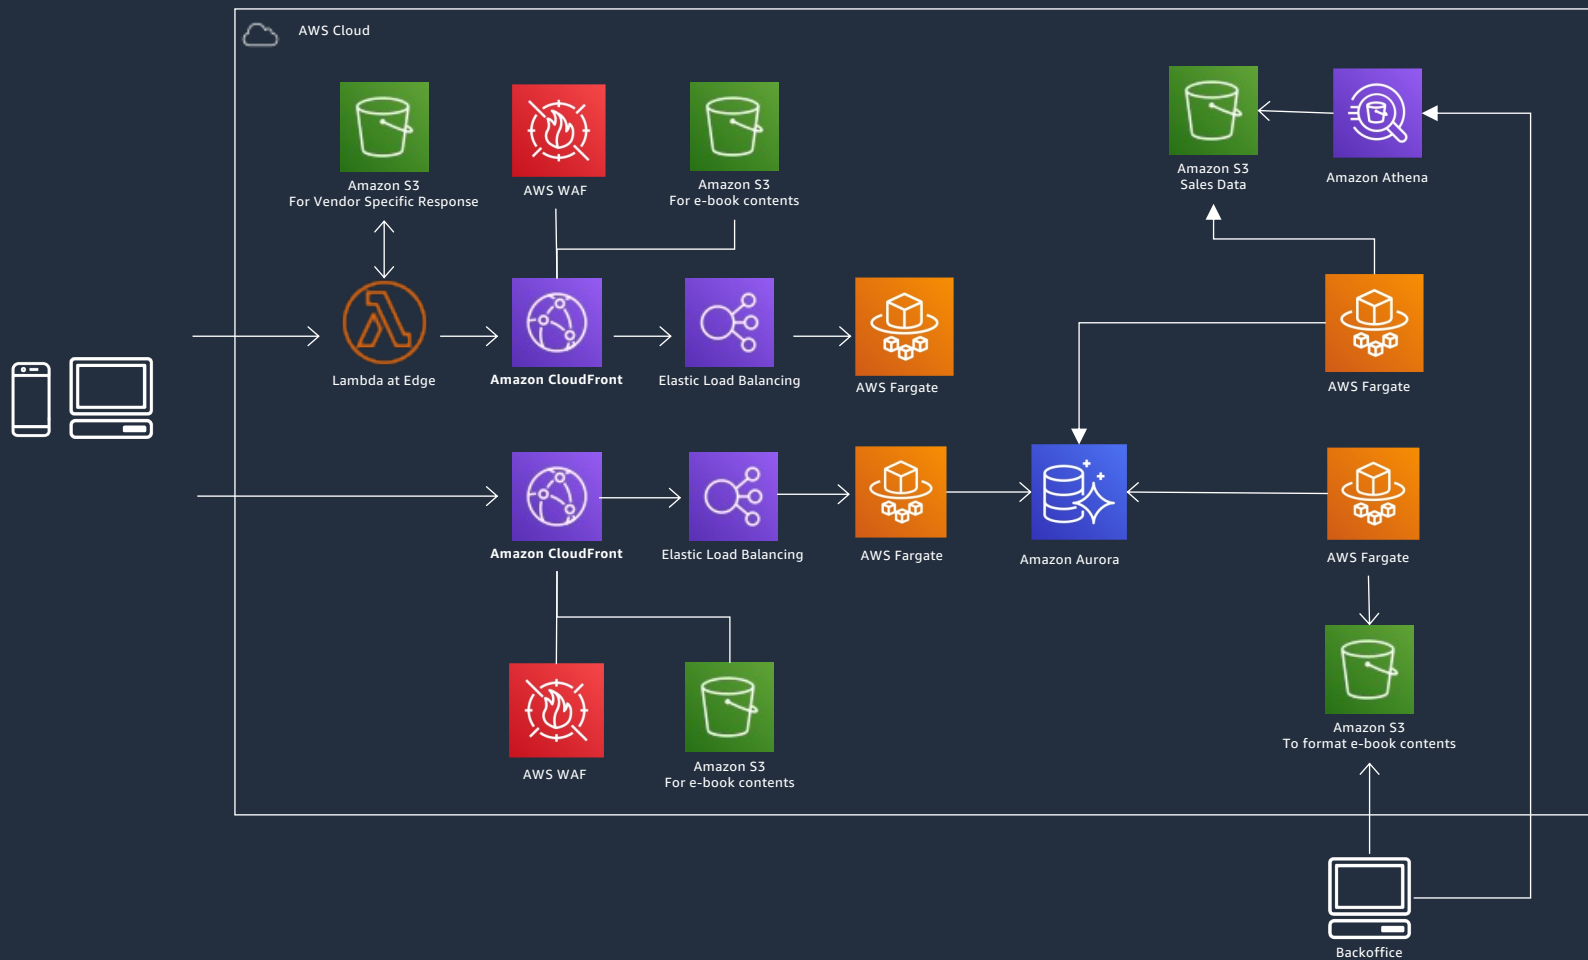 AWS Cloud
Amazon S3
For Vendor Specific Response
AWS WAF
Amazon S3
For e-book contents
Amazon S3
Sales Data
Amazon Athena
Lambda at Edge
Amazon CloudFront
Elastic Load Balancing
AWS Fargate
AWS Fargate
Amazon CloudFront
Elastic Load Balancing
AWS Fargate
Amazon Aurora
AWS Fargate
AWS WAF
Amazon S3
For e-book contents
Amazon S3
To format e-book contents
Backoffice